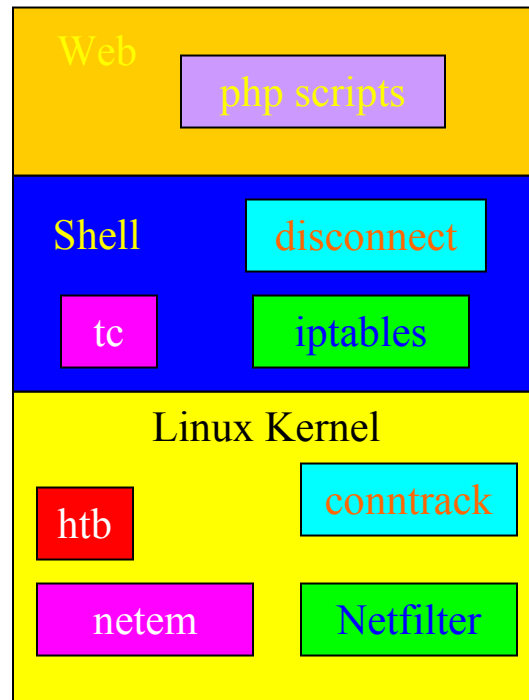 Web
php scripts
Shell
disconnect
tc
iptables
Linux Kernel
conntrack
htb
netem
Netfilter